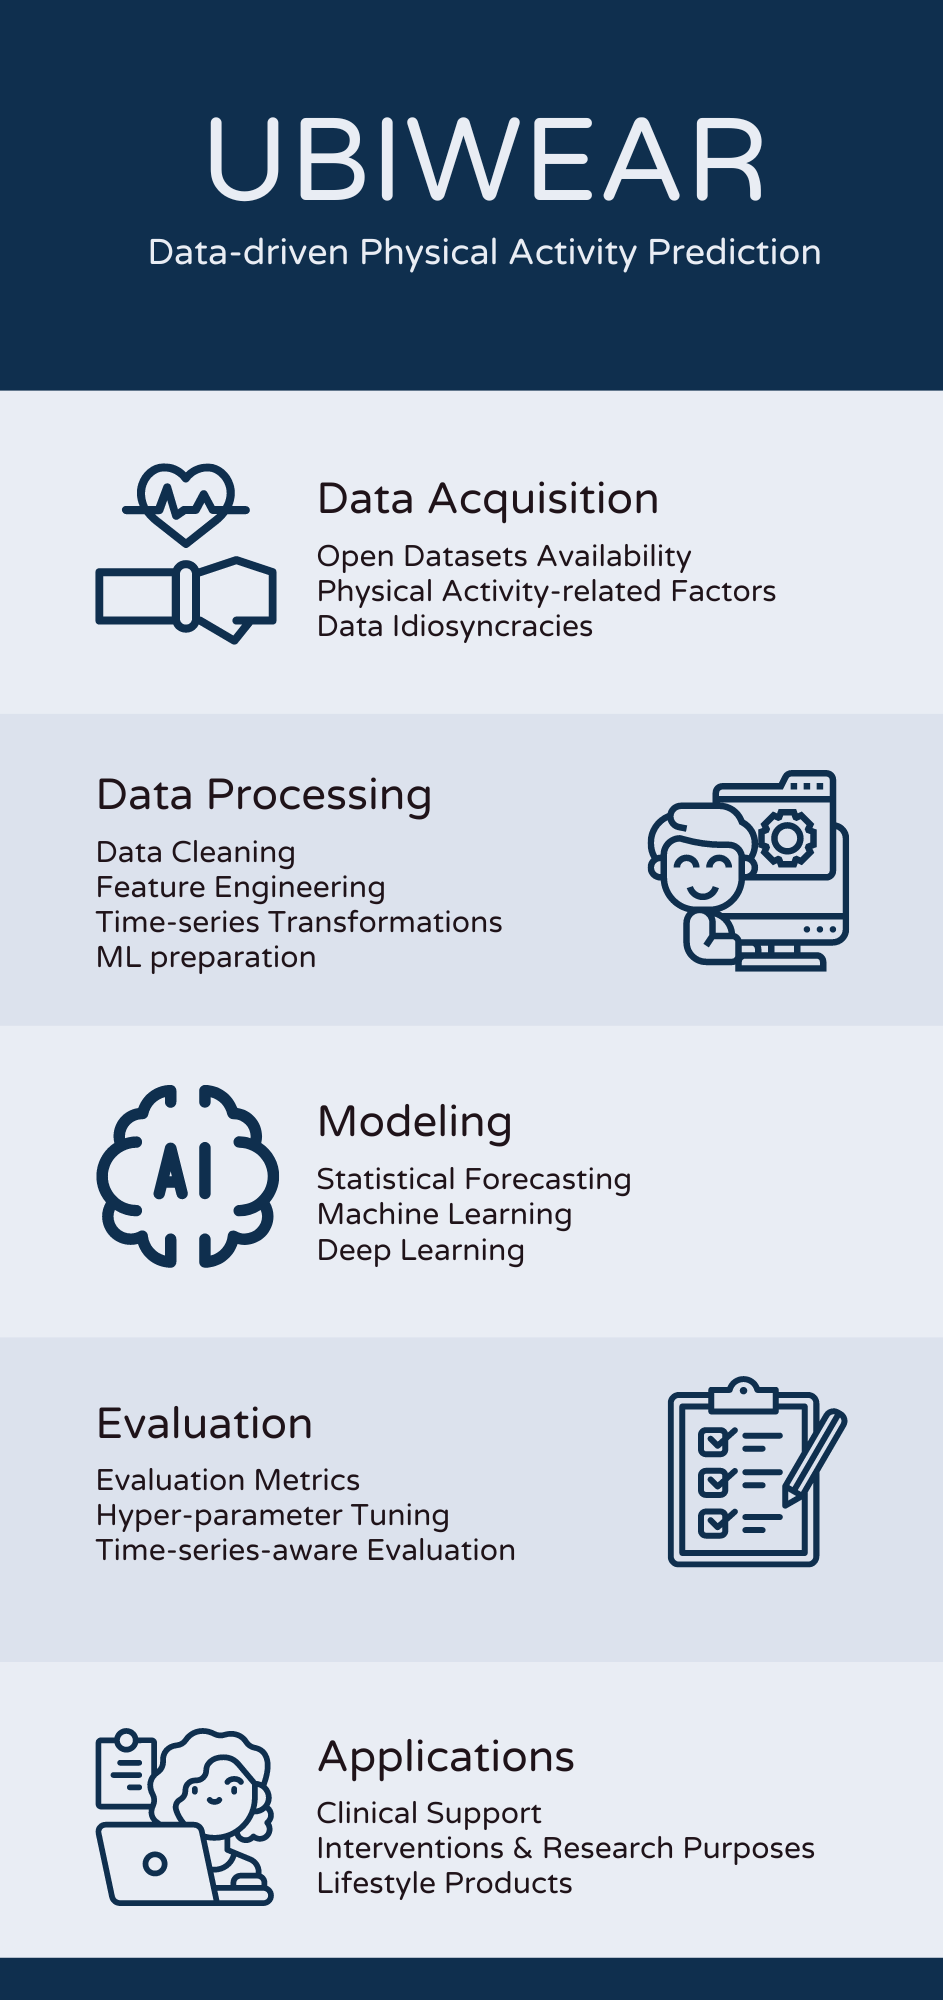 UBIWEAR
Data-driven Physical Activity Prediction
Data Acquisition
Open Datasets Availability
Physical Activity-related Factors
Data Idiosyncracies
Data Processing
Data Cleaning
Feature Engineering
Time-series Transformations
ML preparation
AI
Modeling
Statistical Forecasting
Machine Learning
Deep Learning
Evaluation
Evaluation Metrics
Hyper-parameter Tuning
Time-series-aware Evaluation
Applications
Clinical Support
Interventions & Research Purposes
Lifestyle Products